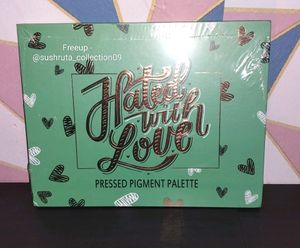 Freeup -
@sushruta_collection09
Hated
with
Love
PRESSED PIGMENT PALETTE